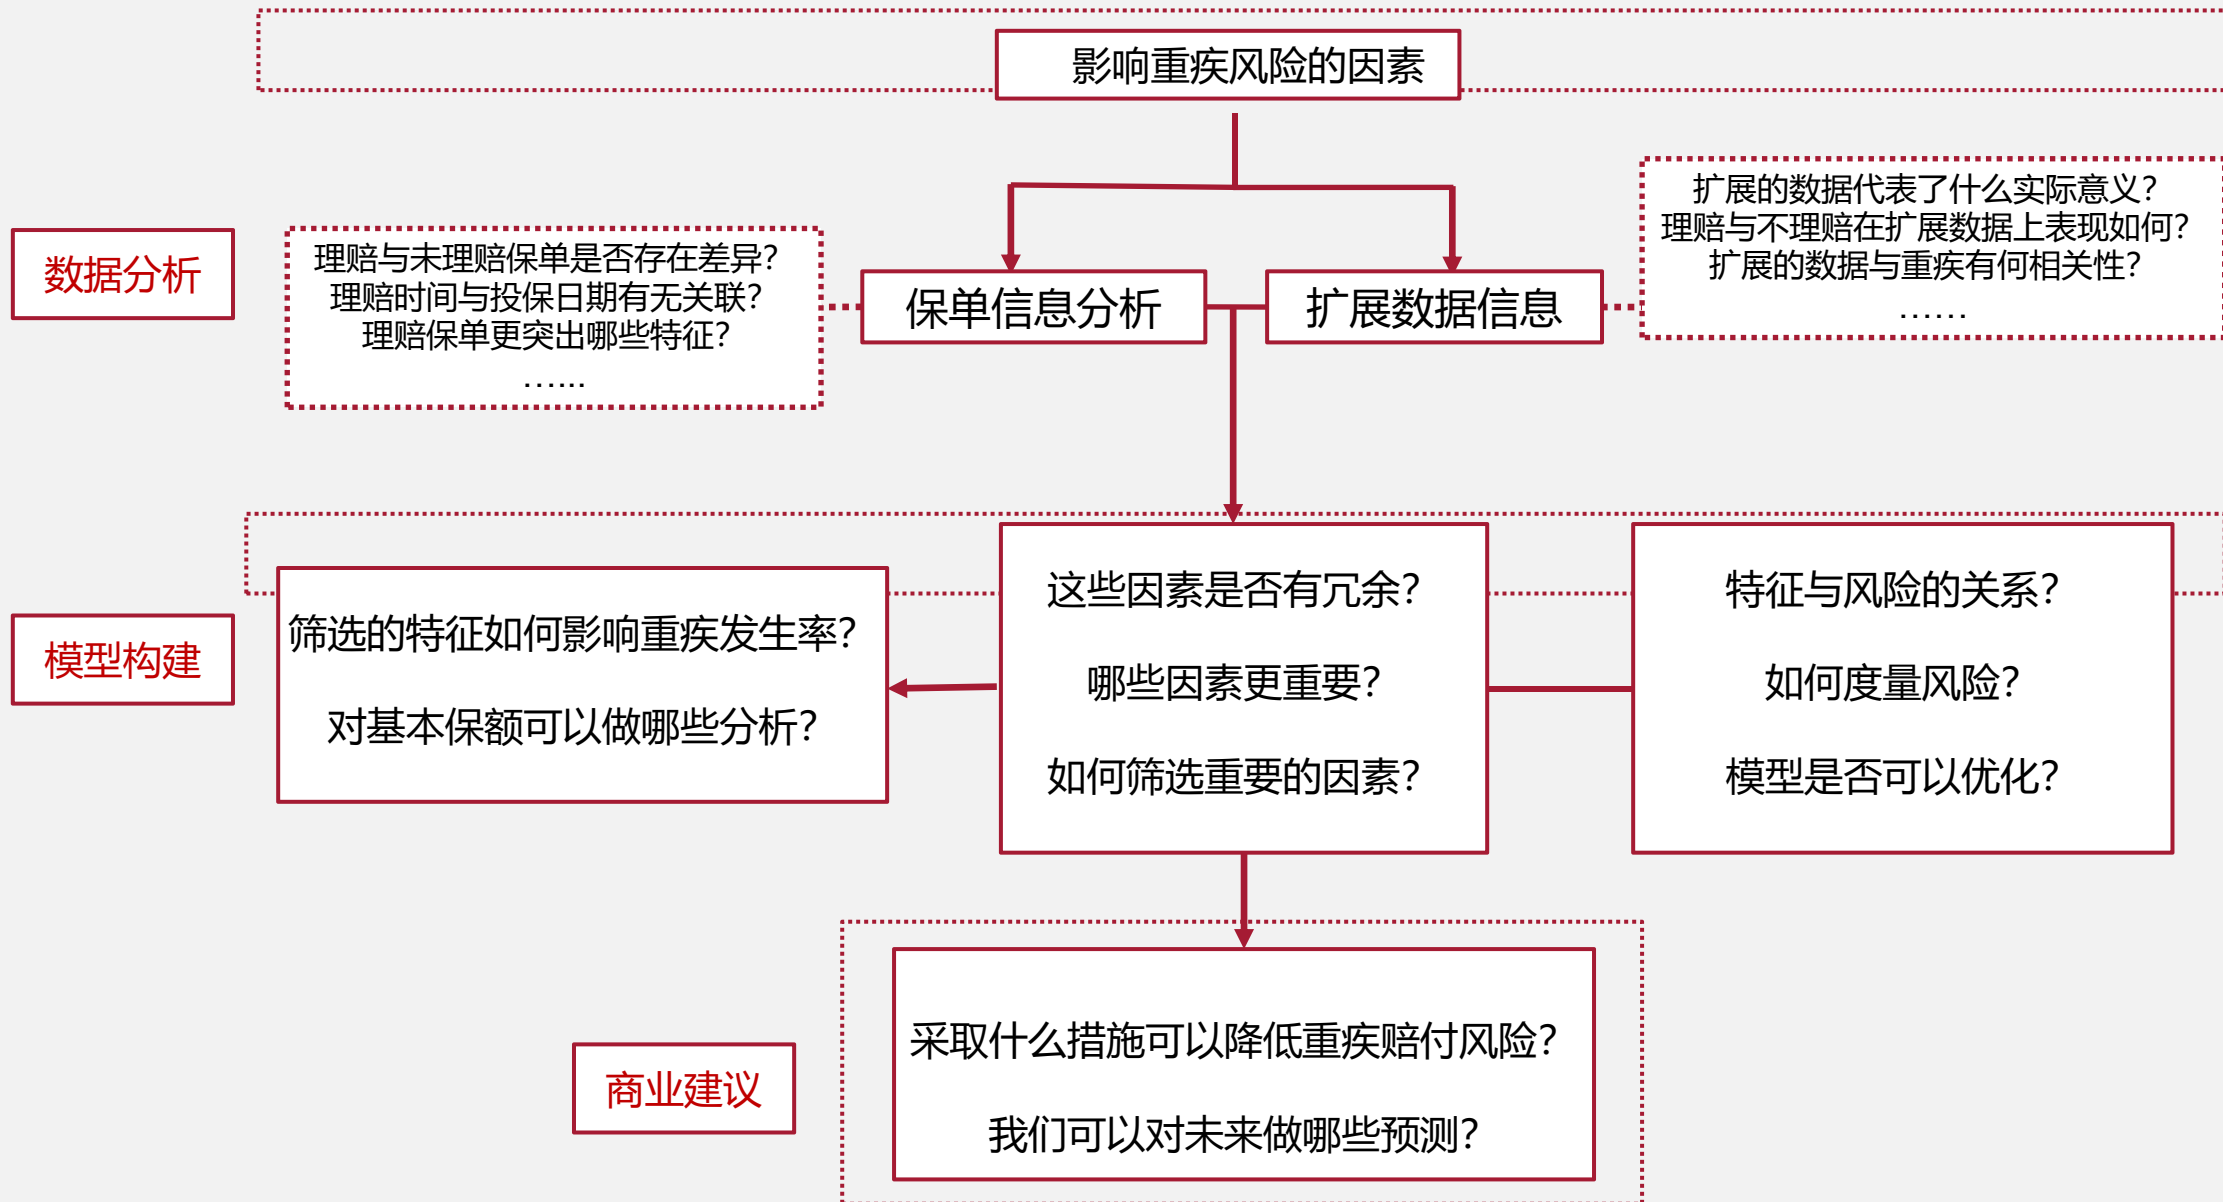 影响重疾风险的因素
数据分析
理赔与未理赔保单是否存在差异?
理赔时间与投保日期有无关联?
理赔保单更突出哪些特征?
…...
保单信息分析
扩展数据信息
扩展的数据代表了什么实际意义?
理赔与不理赔在扩展数据上表现如何?
扩展的数据与重疾有何相关性?
……
模型构建
筛选的特征如何影响重疾发生率?
对基本保额可以做哪些分析?
这些因素是否有冗余?
哪些因素更重要?
如何筛选重要的因素?
特征与风险的关系?
如何度量风险?
模型是否可以优化?
商业建议
采取什么措施可以降低重疾赔付风险?
我们可以对未来做哪些预测?